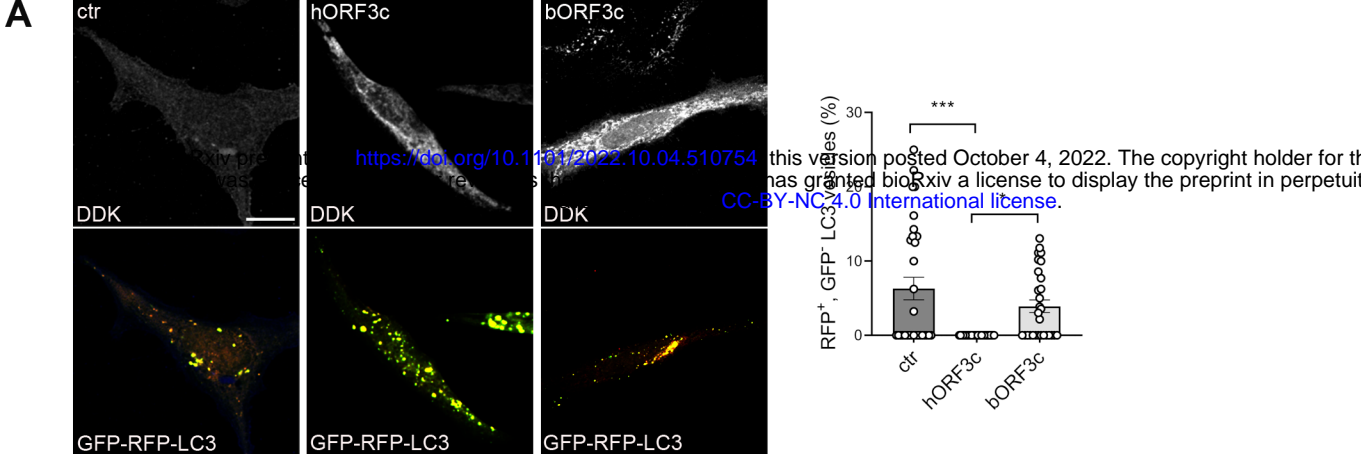 A
ctr
hORF3c
bORF3c
DDK
DDK
DDK
GFP-RFP-LC3
GFP-RFP-LC3
GFP-RFP-LC3
https://doi.org/10.1101/2022.10.04.510754
this version posted October 4, 2022. The copyright holder for
has granted bioRxiv a license to display the preprint in
CC-BY-NC 4.0 International license.
RFP+, GFP- LC3 vesicles (%)
30
20
10
0
***
*
ctr
hORF3c
bORF3c